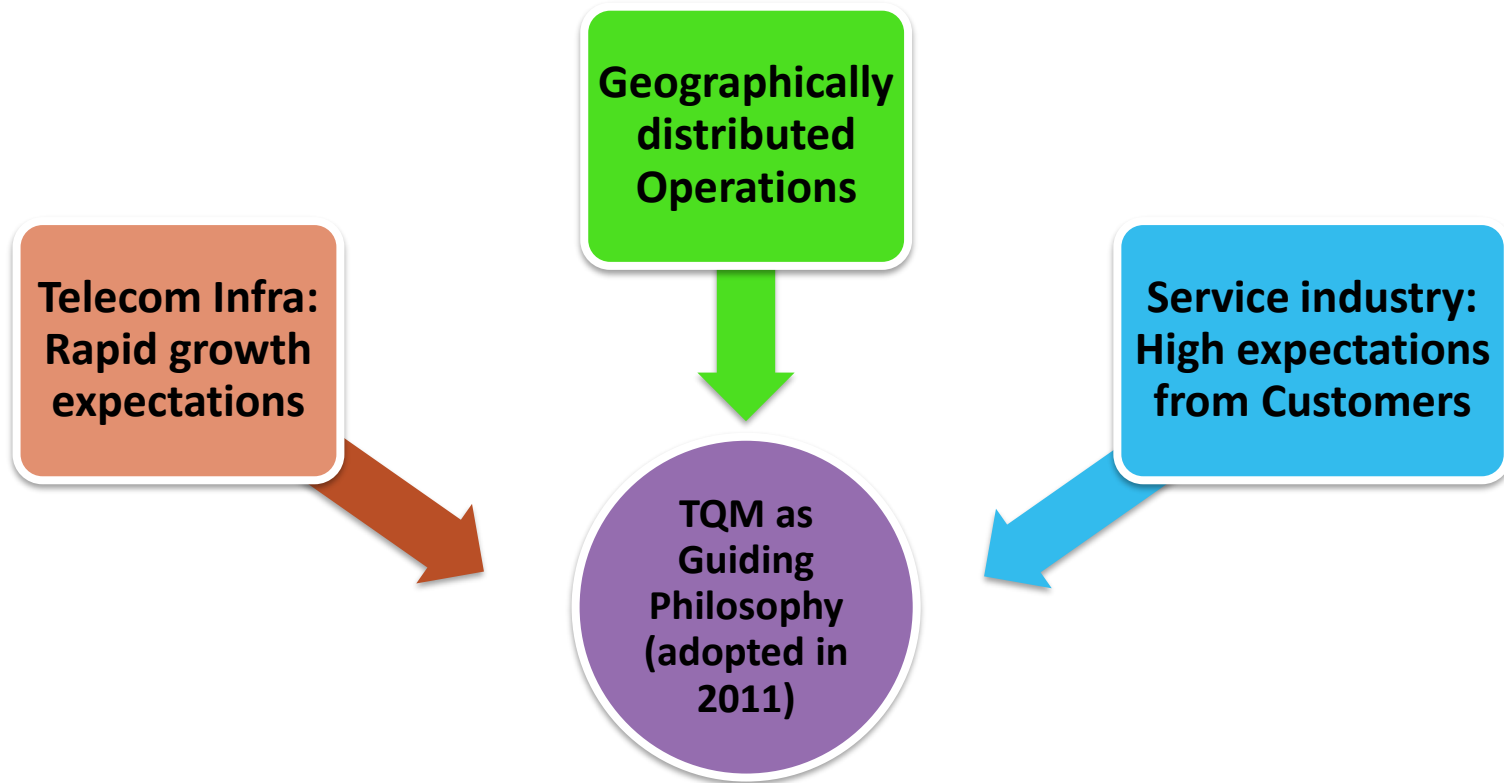 Geographically
distributed
Operations
Telecom Infra:
Rapid growth
expectations
Service industry:
High expectations
from Customers
TQM as
Guiding
Philosophy
(adopted in
2011)